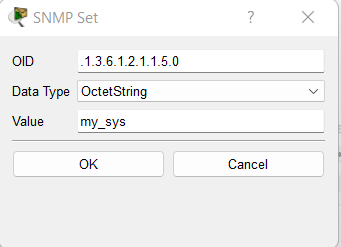 SNMP Set
OID .1.3.6.1.2.1.1.5.0
Data Type OctetString
Value my_sys
OK Cancel